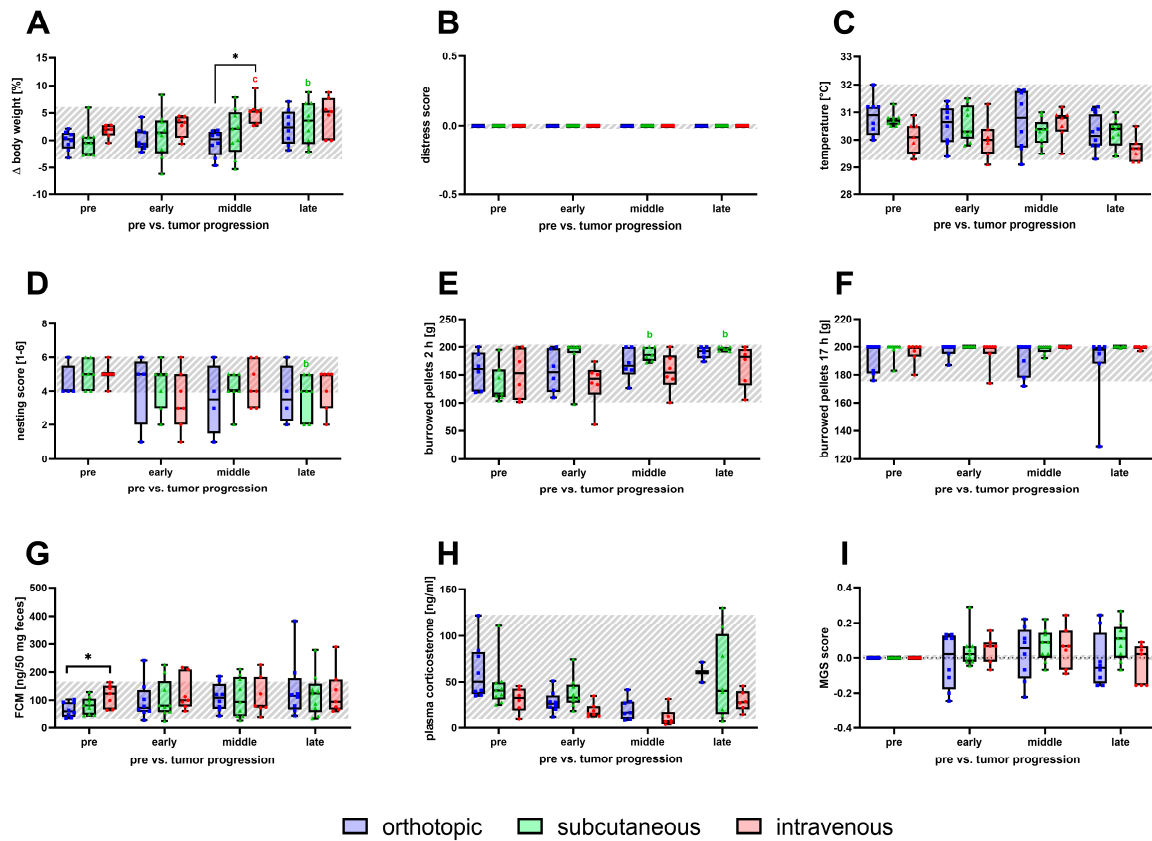 A
Δ body weight [%]
15
10
5
0
-5
-10
*
c
b
pre early middle late
pre vs. tumor progression
B
distress score
0.5
0.0
-0.5
pre early middle late
pre vs. tumor progression
C
temperature [°C]
33
32
31
30
29
28
pre early middle late
pre vs. tumor progression
D
nesting score [1-6]
8
6
4
2
0
b
pre early middle late
pre vs. tumor progression
E
burrowed pellets 2 h [g]
250
200
150
100
50
0
b
b
pre early middle late
pre vs. tumor progression
F
burrowed pellets 17 h [g]
220
200
180
160
140
120
pre early middle late
pre vs. tumor progression
G
FCM [ng/50 mg feces]
500
400
300
200
100
0
*
pre early middle late
pre vs. tumor progression
H
plasma corticosterone [ng/ml]
150
100
50
0
pre early middle late
pre vs. tumor progression
I
MGS score
0.4
0.2
0.0
-0.2
-0.4
pre early middle late
pre vs. tumor progression
orthotopic subcutaneous intravenous